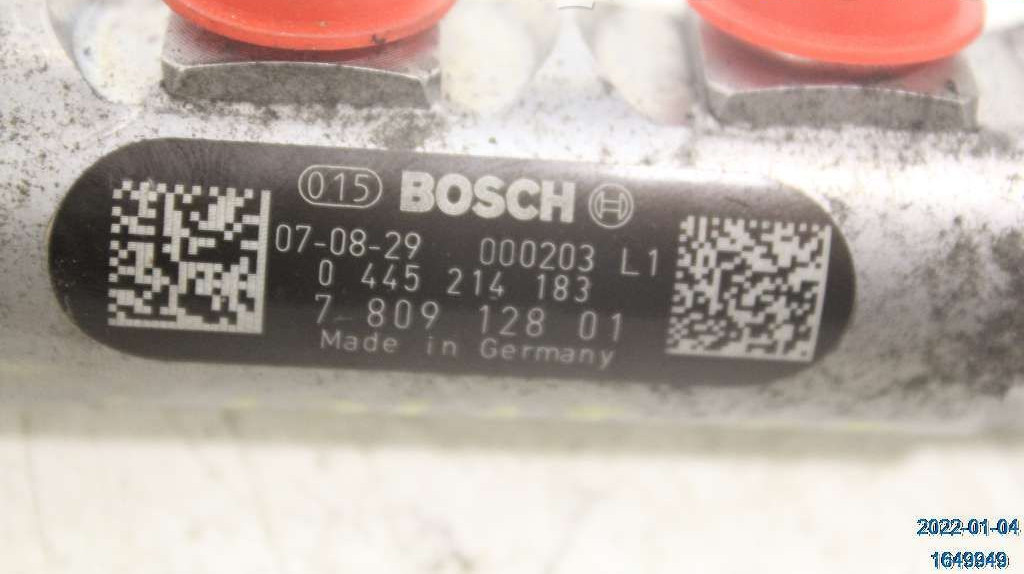 015 BOSCH
07-08-29 000203 L1
0 445 214 183
7 809 128 01
Made in Germany
2022-01-04
1649949